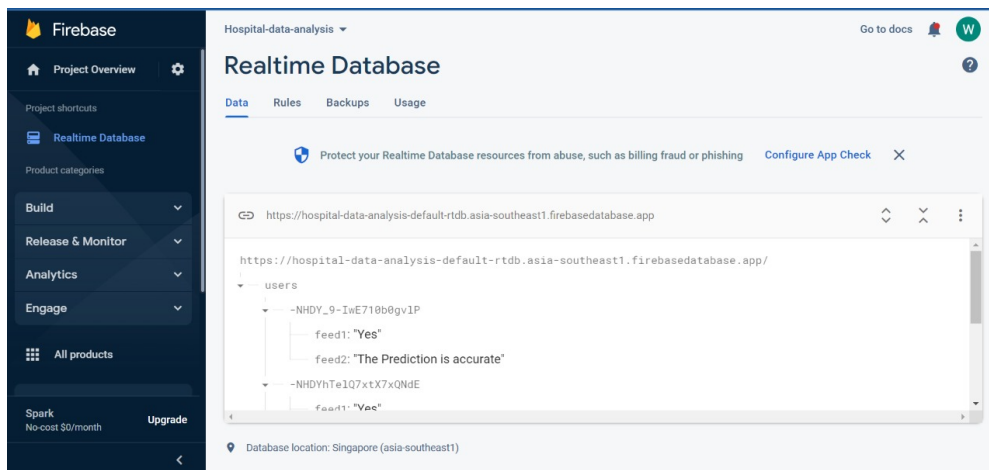 Firebase
Project Overview
Project shortcuts
Realtime Database
Product categories
Build
Release & Monitor
Analytics
Engage
All products
Spark
No-cost $0/month
Upgrade
Hospital-data-analysis
Go to docs
W
Realtime Database
Data Rules Backups Usage
Protect your Realtime Database resources from abuse, such as billing fraud or phishing Configure App Check
https://hospital-data-analysis-default-rtdb.asia-southeast1.firebasedatabase.app
https://hospital-data-analysis-default-rtdb.asia-southeast1.firebasedatabase.app/
users
-NHDY_9-IwE710b0gvlP
feed1: "Yes"
feed2: "The Prediction is accurate"
-NHDYhTelQ7xtX7xQNdE
feed1: "Yes"
Database location: Singapore (asia-southeast1)